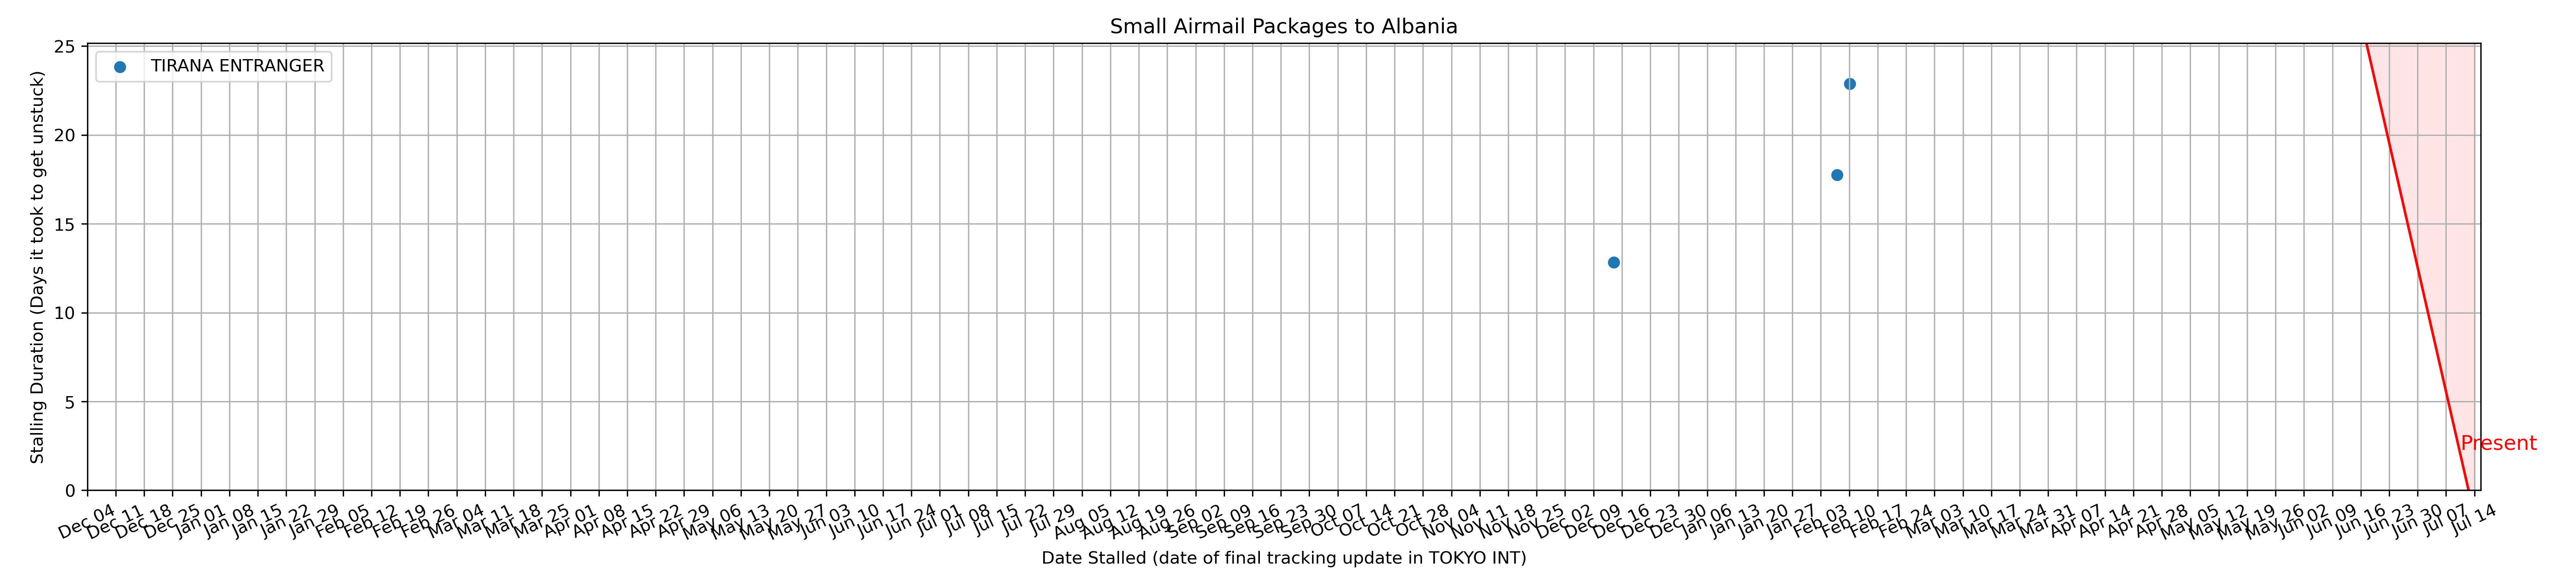 Small Airmail Packages to Albania
TIRANA ENTRANGER
Stalling Duration (Days it took to get unstuck)
25
20
15
10
5
0
Present
Dec 04
Dec 11
Dec 18
Dec 25
Jan 01
Jan 08
Jan 15
Jan 22
Jan 29
Feb 05
Feb 12
Feb 19
Feb 26
Mar 04
Mar 11
Mar 18
Mar 25
Apr 01
Apr 08
Apr 15
Apr 22
Apr 29
May 06
May 13
May 20
May 27
Jun 03
Jun 10
Jun 17
Jun 24
Jul 01
Jul 08
Jul 15
Jul 22
Jul 29
Aug 05
Aug 12
Aug 19
Aug 26
Sep 02
Sep 09
Sep 16
Sep 23
Sep 30
Oct 07
Oct 14
Oct 21
Oct 28
Nov 04
Nov 11
Nov 18
Nov 25
Dec 02
Dec 09
Dec 16
Dec 23
Dec 30
Jan 06
Jan 13
Jan 20
Jan 27
Feb 03
Feb 10
Feb 17
Feb 24
Mar 03
Mar 10
Mar 17
Mar 24
Mar 31
Apr 07
Apr 14
Apr 21
Apr 28
May 05
May 12
May 19
May 26
Jun 02
Jun 09
Jun 16
Jun 23
Jun 30
Jul 07
Jul 14
Date Stalled (date of final tracking update in TOKYO INT)